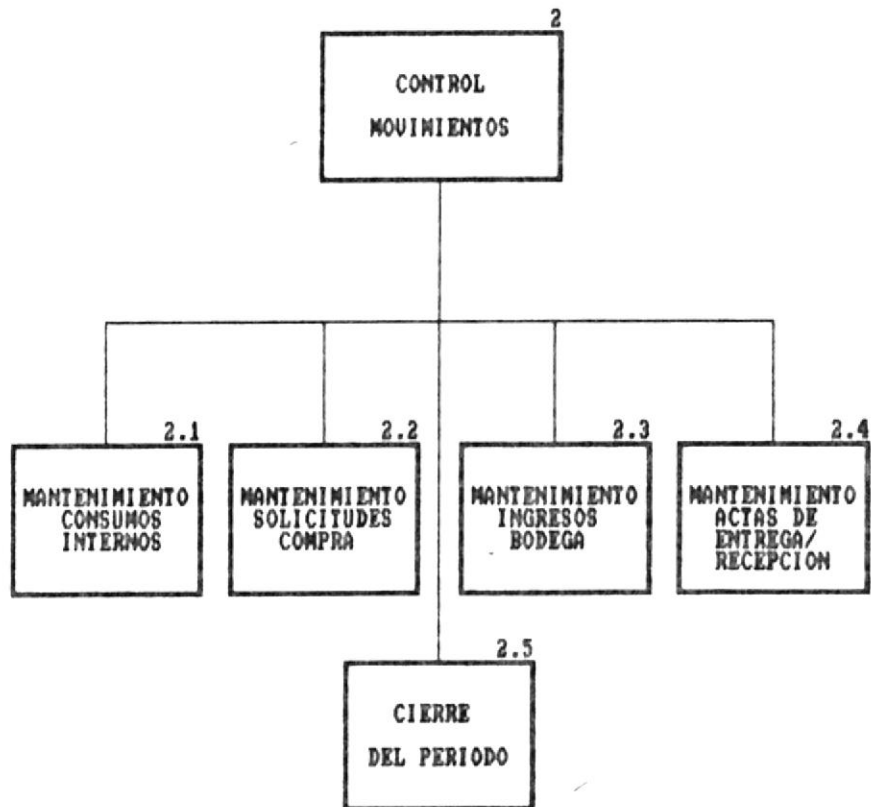 2
CONTROL
MOVIMIENTOS
2.1
MANTENIMIENTO
CONSUMOS
INTERNOS
2.2
MANTENIMIENTO
SOLICITUDES
COMPRA
2.3
MANTENIMIENTO
INGRESOS
BODEGA
2.4
MANTENIMIENTO
ACTAS DE
ENTREGA/
RECEPCION
2.5
CIERRE
DEL PERIODO